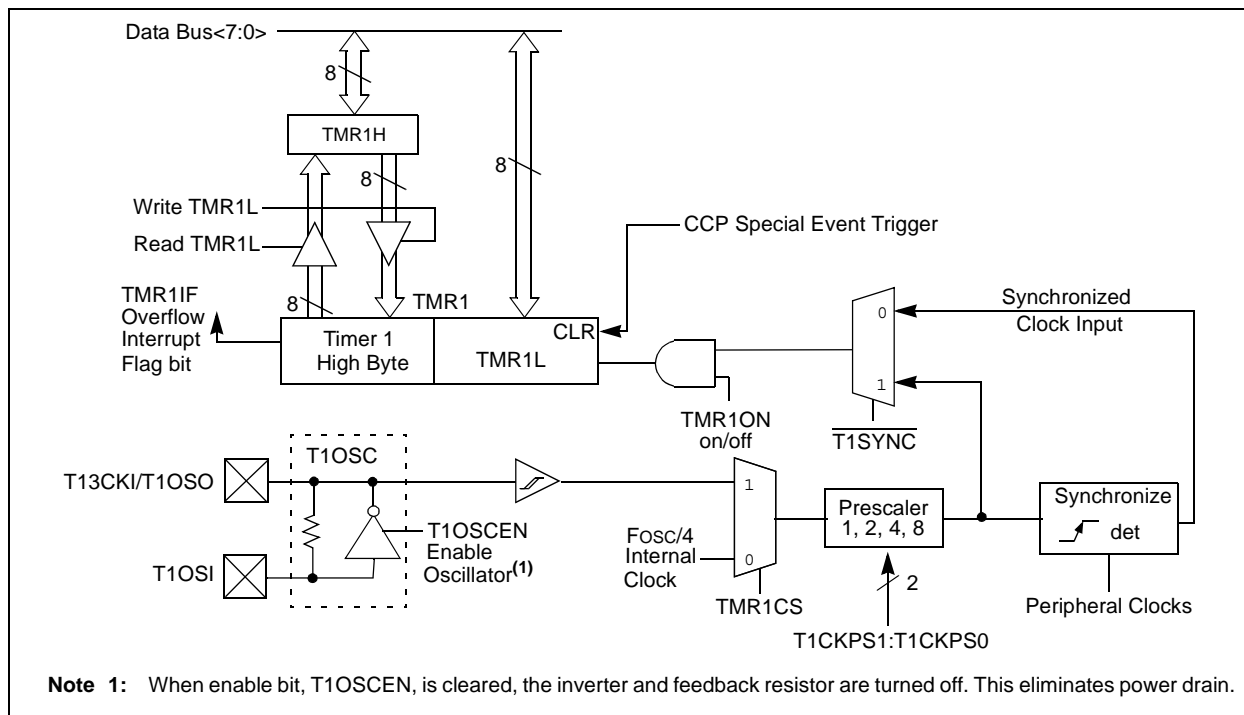 Data Bus<7:0>
8
TMR1H
8
8
Write TMR1L
CCP Special Event Trigger
Read TMR1L
8
TMR1
TMR1IF
Overflow
Interrupt
Flag bit
Timer 1
High Byte
TMR1L
CLR
0
1
Synchronized
Clock Input
TMR1ON
on/off
T1SYNC
T1OSC
T13CKI/T1OSO
T1OSI
T1OSCEN
Enable
Oscillator(1)
FOSC/4
Internal
Clock
1
0
TMR1CS
Prescaler
1, 2, 4, 8
2
T1CKPS1:T1CKPS0
Synchronize
det
Peripheral Clocks
Note 1: When enable bit, T1OSCEN, is cleared, the inverter and feedback resistor are turned off. This eliminates power drain.